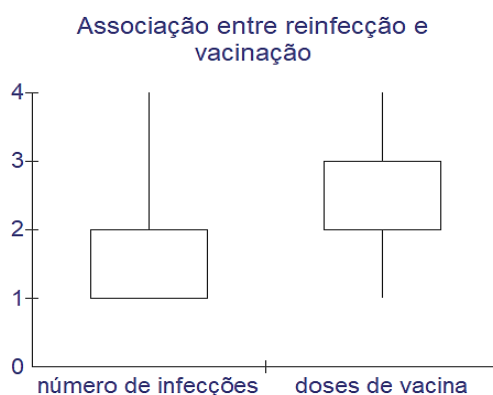 Associação entre reinfecção e
vacinação
4
3
2
1
0
número de infecções doses de vacina